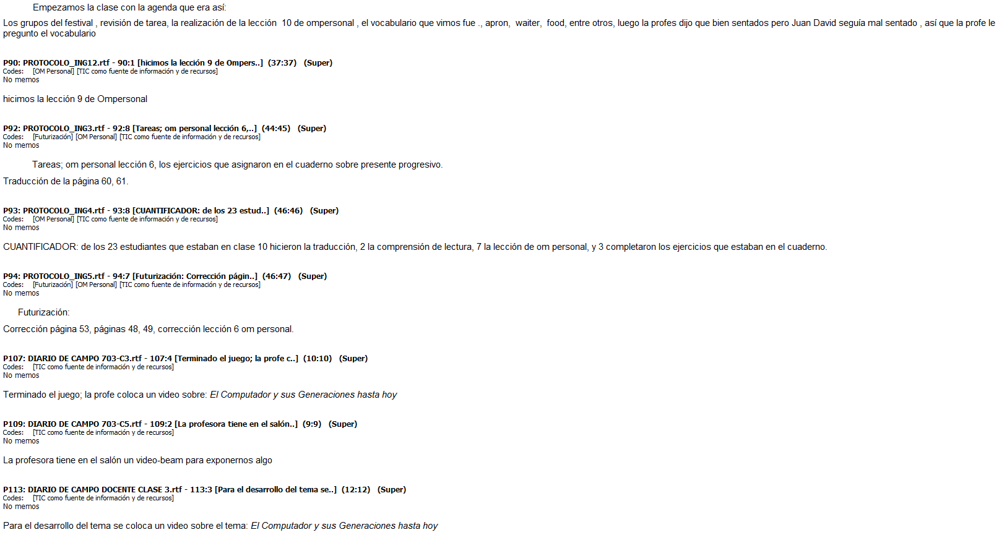 Empezamos la clase con la agenda que era así:
Los grupos del festival , revisión de tarea, la realización de la lección  10 de ompersonal , el vocabulario que vimos fue ., apron,  waiter,  food, entre otros, luego la profes dijo que bien sentados pero Juan David seguía mal sentado , así que la profe le
pregunto el vocabulario
P90: PROTOCOLO_ING12.rtf - 90:1 [hicimos la lección 9 de Ompers..]  (37:37)   (Super)
Codes:    [OM Personal] [TIC como fuente de información y de recursos]
No memos
hicimos la lección 9 de Ompersonal
P92: PROTOCOLO_ING3.rtf - 92:8 [Tareas; om personal lección 6,..]  (44:45)   (Super)
Codes:    [Futurización] [OM Personal] [TIC como fuente de información y de recursos]
No memos
Tareas; om personal lección 6, los ejercicios que asignaron en el cuaderno sobre presente progresivo.
Traducción de la página 60, 61.
P93: PROTOCOLO_ING4.rtf - 93:8 [CUANTIFICADOR: de los 23 estud..]  (46:46)   (Super)
Codes:    [OM Personal] [TIC como fuente de información y de recursos]
No memos
CUANTIFICADOR: de los 23 estudiantes que estaban en clase 10 hicieron la traducción, 2 la comprensión de lectura, 7 la lección de om personal, y 3 completaron los ejercicios que estaban en el cuaderno.
P94: PROTOCOLO_ING5.rtf - 94:7 [Futurización: Corrección págin..]  (46:47)   (Super)
Codes:    [Futurización] [OM Personal] [TIC como fuente de información y de recursos]
No memos
Futurización:
Corrección página 53, páginas 48, 49, corrección lección 6 om personal.
P107: DIARIO DE CAMPO 703-C3.rtf - 107:4 [Terminado el juego; la profe c..]  (10:10)   (Super)
Codes:    [TIC como fuente de información y de recursos]
No memos
Terminado el juego; la profe coloca un video sobre: El Computador y sus Generaciones hasta hoy
P109: DIARIO DE CAMPO 703-C5.rtf - 109:2 [La profesora tiene en el salón..]  (9:9)   (Super)
Codes:    [TIC como fuente de información y de recursos]
No memos
La profesora tiene en el salón un video-beam para exponernos algo
P113: DIARIO DE CAMPO DOCENTE CLASE 3.rtf - 113:3 [Para el desarrollo del tema se..]  (12:12)   (Super)
Codes:    [TIC como fuente de información y de recursos]
No memos
Para el desarrollo del tema se coloca un video sobre el tema: El Computador y sus Generaciones hasta hoy